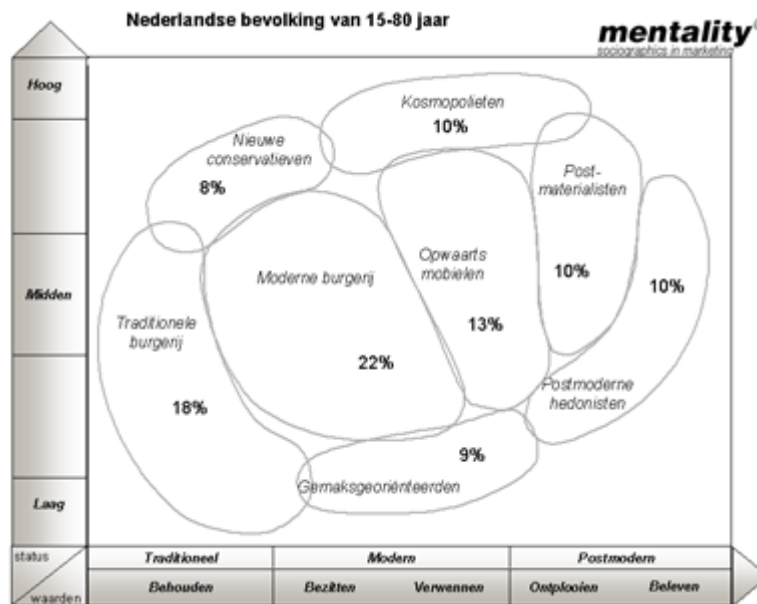 Nederlandse bevolking van 15-80 jaar
mentality
sociographics in marketing
Hoog
Kosmopolieten
10%
Nieuwe
conservatieven
8%
Post-
materialisten
10%
Opwaarts
mobielen
13%
Moderne burgerij
22%
10%
Midden
Traditionele
burgerij
18%
Postmoderne
hedonisten
9%
Gemaksgeoriënteerden
Laag
status
waarden
Traditioneel
Modern
Postmodern
Behouden
Bezitten
Verwennen
Ontplooien
Beleven